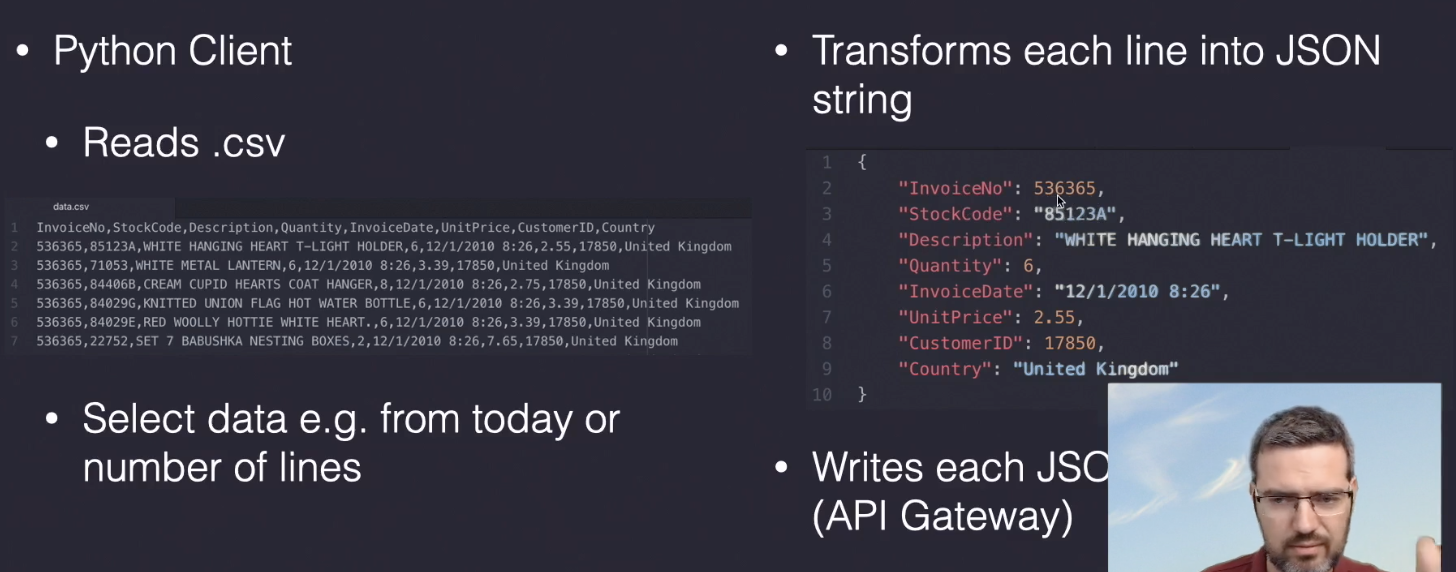 • Python Client
• Reads .csv
data.csv
1 InvoiceNo,StockCode,Description,Quantity,InvoiceDate,UnitPrice,CustomerID,Country
2 536365,85123A,WHITE HANGING HEART T-LIGHT HOLDER,6,12/1/2010 8:26,2.55,17850,United Kingdom
3 536365,71053,WHITE METAL LANTERN,6,12/1/2010 8:26,3.39,17850,United Kingdom
4 536365,84406B,CREAM CUPID HEARTS COAT HANGER,8,12/1/2010 8:26,2.75,17850,United Kingdom
5 536365,84029G,KNITTED UNION FLAG HOT WATER BOTTLE,6,12/1/2010 8:26,3.39,17850,United Kingdom
6 536365,84029E,RED WOOLLY HOTTIE WHITE HEART.,6,12/1/2010 8:26,3.39,17850,United Kingdom
7 536365,22752,SET 7 BABUSHKA NESTING BOXES,2,12/1/2010 8:26,7.65,17850,United Kingdom
• Select data e.g. from today or
number of lines
• Transforms each line into JSON
string
1 {
2 "InvoiceNo": 536365,
3 "StockCode": "85123A",
4 "Description": "WHITE HANGING HEART T-LIGHT HOLDER",
5 "Quantity": 6,
6 "InvoiceDate": "12/1/2010 8:26",
7 "UnitPrice": 2.55,
8 "CustomerID": 17850,
9 "Country": "United Kingdom"
10 }
• Writes each JSO
(API Gateway)